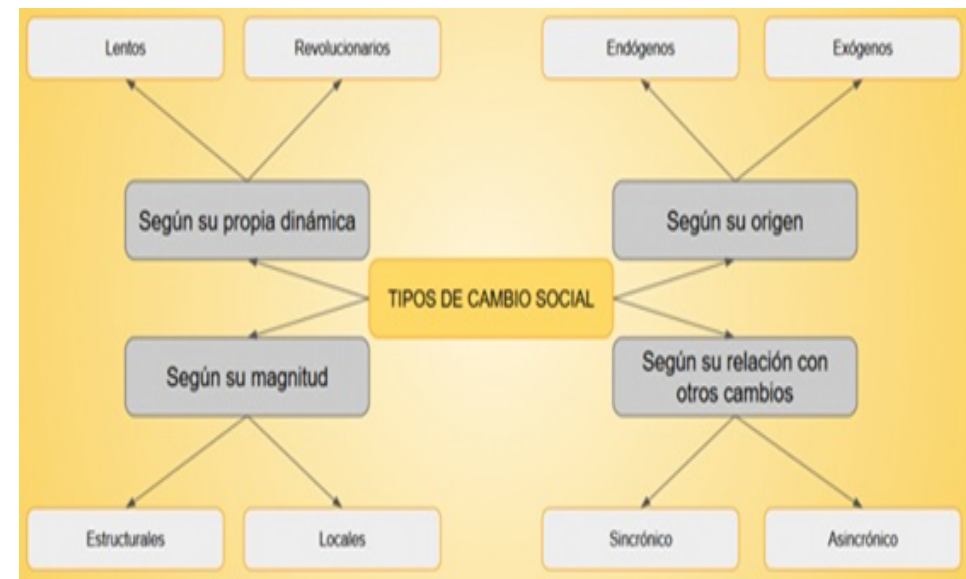 Lentos
Revolucionarios
Endógenos
Exógenos
Según su propia dinámica
Según su origen
TIPOS DE CAMBIO SOCIAL
Según su magnitud
Según su relación con
otros cambios
Estructurales
Locales
Sincrónico
Asincrónico